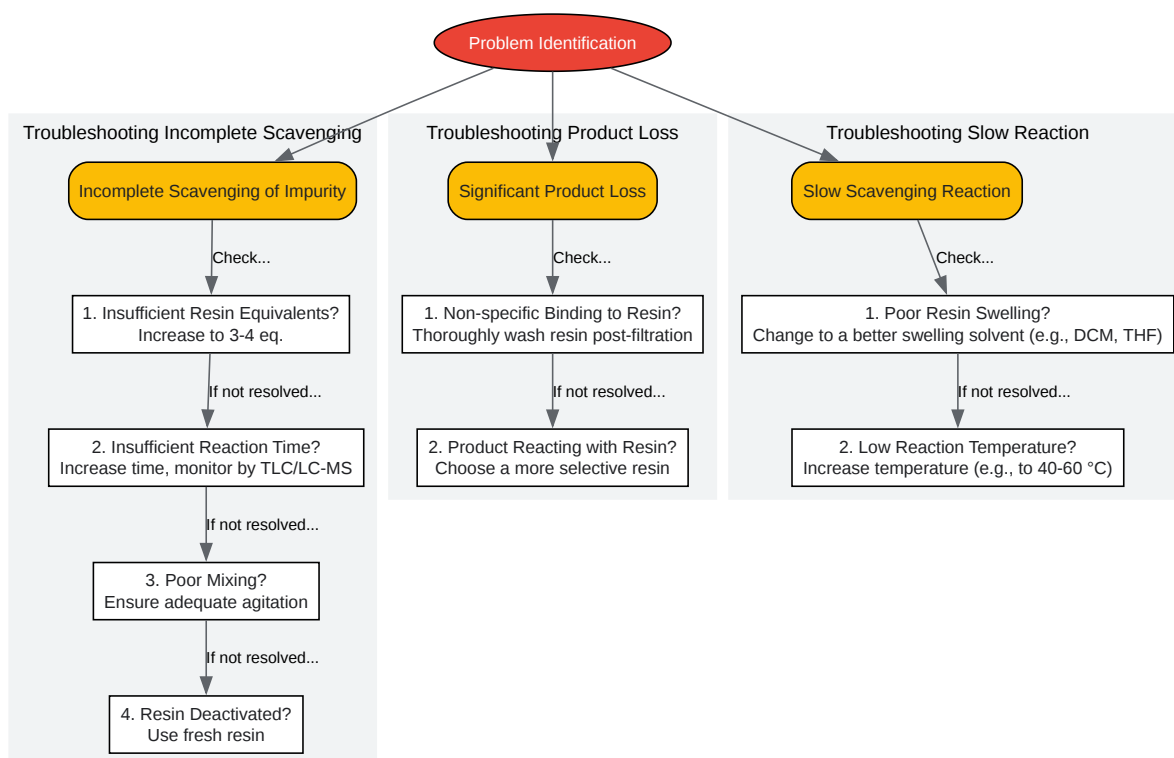 Problem Identification
Troubleshooting Incomplete Scavenging
Incomplete Scavenging of Impurity
Check...
1. Insufficient Resin Equivalents?
Increase to 3-4 eq.
If not resolved...
2. Insufficient Reaction Time?
Increase time, monitor by TLC/LC-MS
If not resolved...
3. Poor Mixing?
Ensure adequate agitation
If not resolved...
4. Resin Deactivated?
Use fresh resin
Troubleshooting Product Loss
Significant Product Loss
Check...
1. Non-specific Binding to Resin?
Thoroughly wash resin post-filtration
If not resolved...
2. Product Reacting with Resin?
Choose a more selective resin
Troubleshooting Slow Reaction
Slow Scavenging Reaction
Check...
1. Poor Resin Swelling?
Change to a better swelling solvent (e.g., DCM, THF)
If not resolved...
2. Low Reaction Temperature?
Increase temperature (e.g., to 40-60 °C)